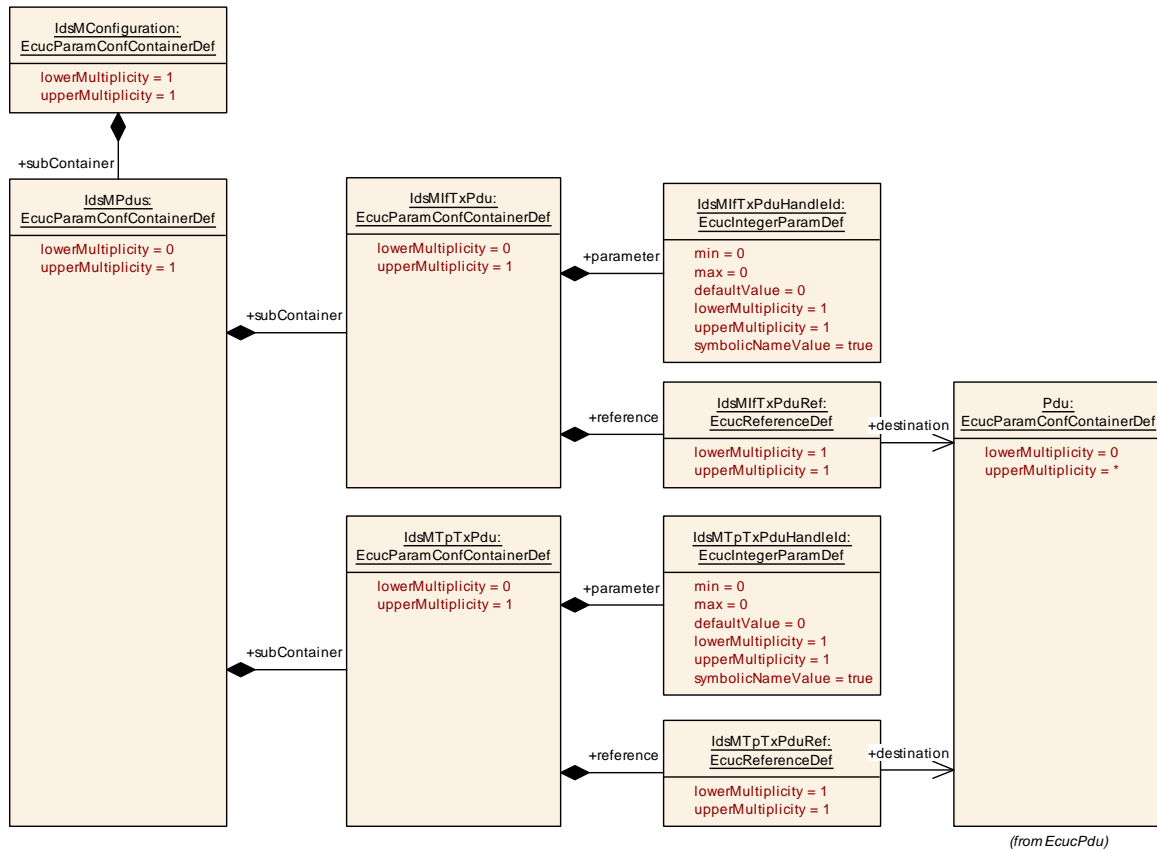 IdsMConfiguration:
EcucParamConfContainerDef
lowerMultiplicity = 1
upperMultiplicity = 1
+subContainer
IdsMPdus:
EcucParamConfContainerDef
lowerMultiplicity = 0
upperMultiplicity = 1
+subContainer
+subContainer
IdsMIfTxPdu:
EcucParamConfContainerDef
lowerMultiplicity = 0
upperMultiplicity = 1
+parameter
+reference
IdsMIfTxPduHandleId:
EcucIntegerParamDef
min = 0
max = 0
defaultValue = 0
lowerMultiplicity = 1
upperMultiplicity = 1
symbolicNameValue = true
IdsMIfTxPduRef:
EcucReferenceDef
lowerMultiplicity = 1
upperMultiplicity = 1
+destination
Pdu:
EcucParamConfContainerDef
lowerMultiplicity = 0
upperMultiplicity = *
IdsMTpTxPdu:
EcucParamConfContainerDef
lowerMultiplicity = 0
upperMultiplicity = 1
+parameter
+reference
IdsMTpTxPduHandleId:
EcucIntegerParamDef
min = 0
max = 0
defaultValue = 0
lowerMultiplicity = 1
upperMultiplicity = 1
symbolicNameValue = true
IdsMTpTxPduRef:
EcucReferenceDef
lowerMultiplicity = 1
upperMultiplicity = 1
+destination
(from EcucPdu)